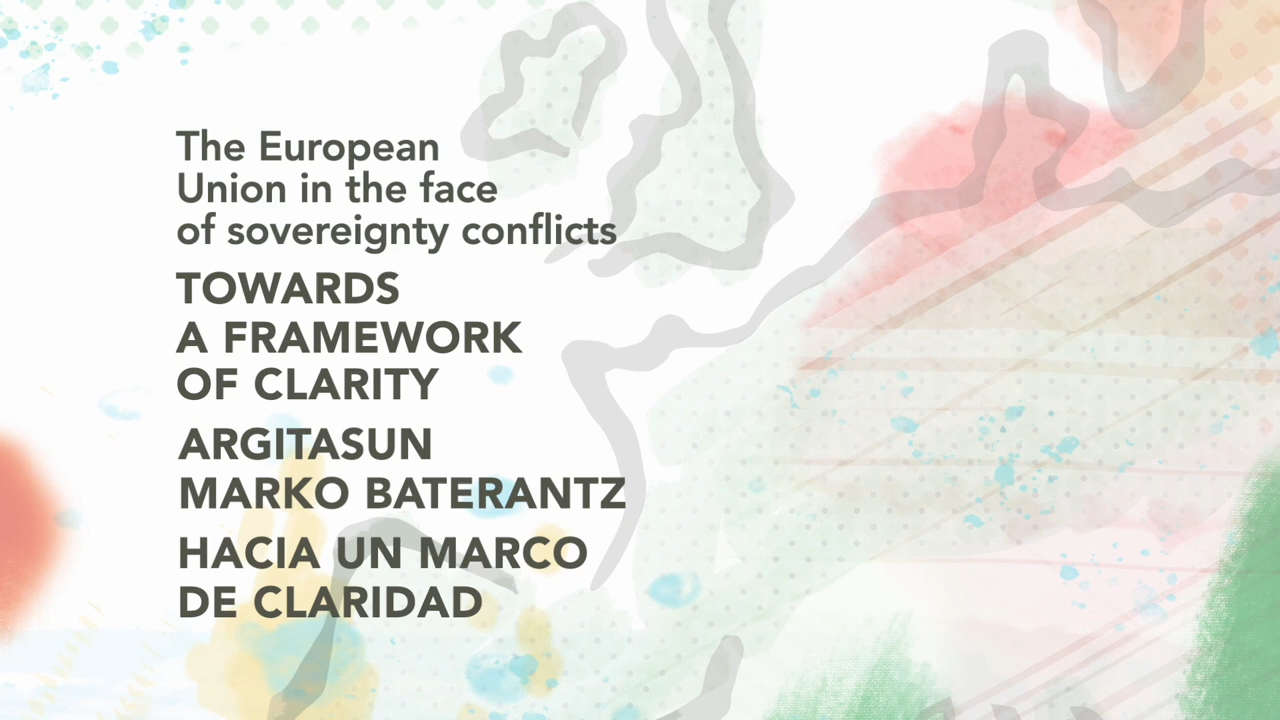 The European
Union in the face
of sovereignty conflicts
TOWARDS
A FRAMEWORK
OF CLARITY
ARGITASUN
MARKO BATERANTZ
HACIA UN MARCO
DE CLARIDAD